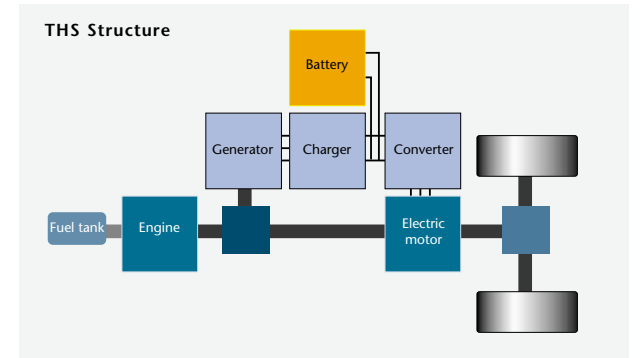 THS Structure
Battery
Generator
Charger
Converter
Fuel tank
Engine
Electric
motor